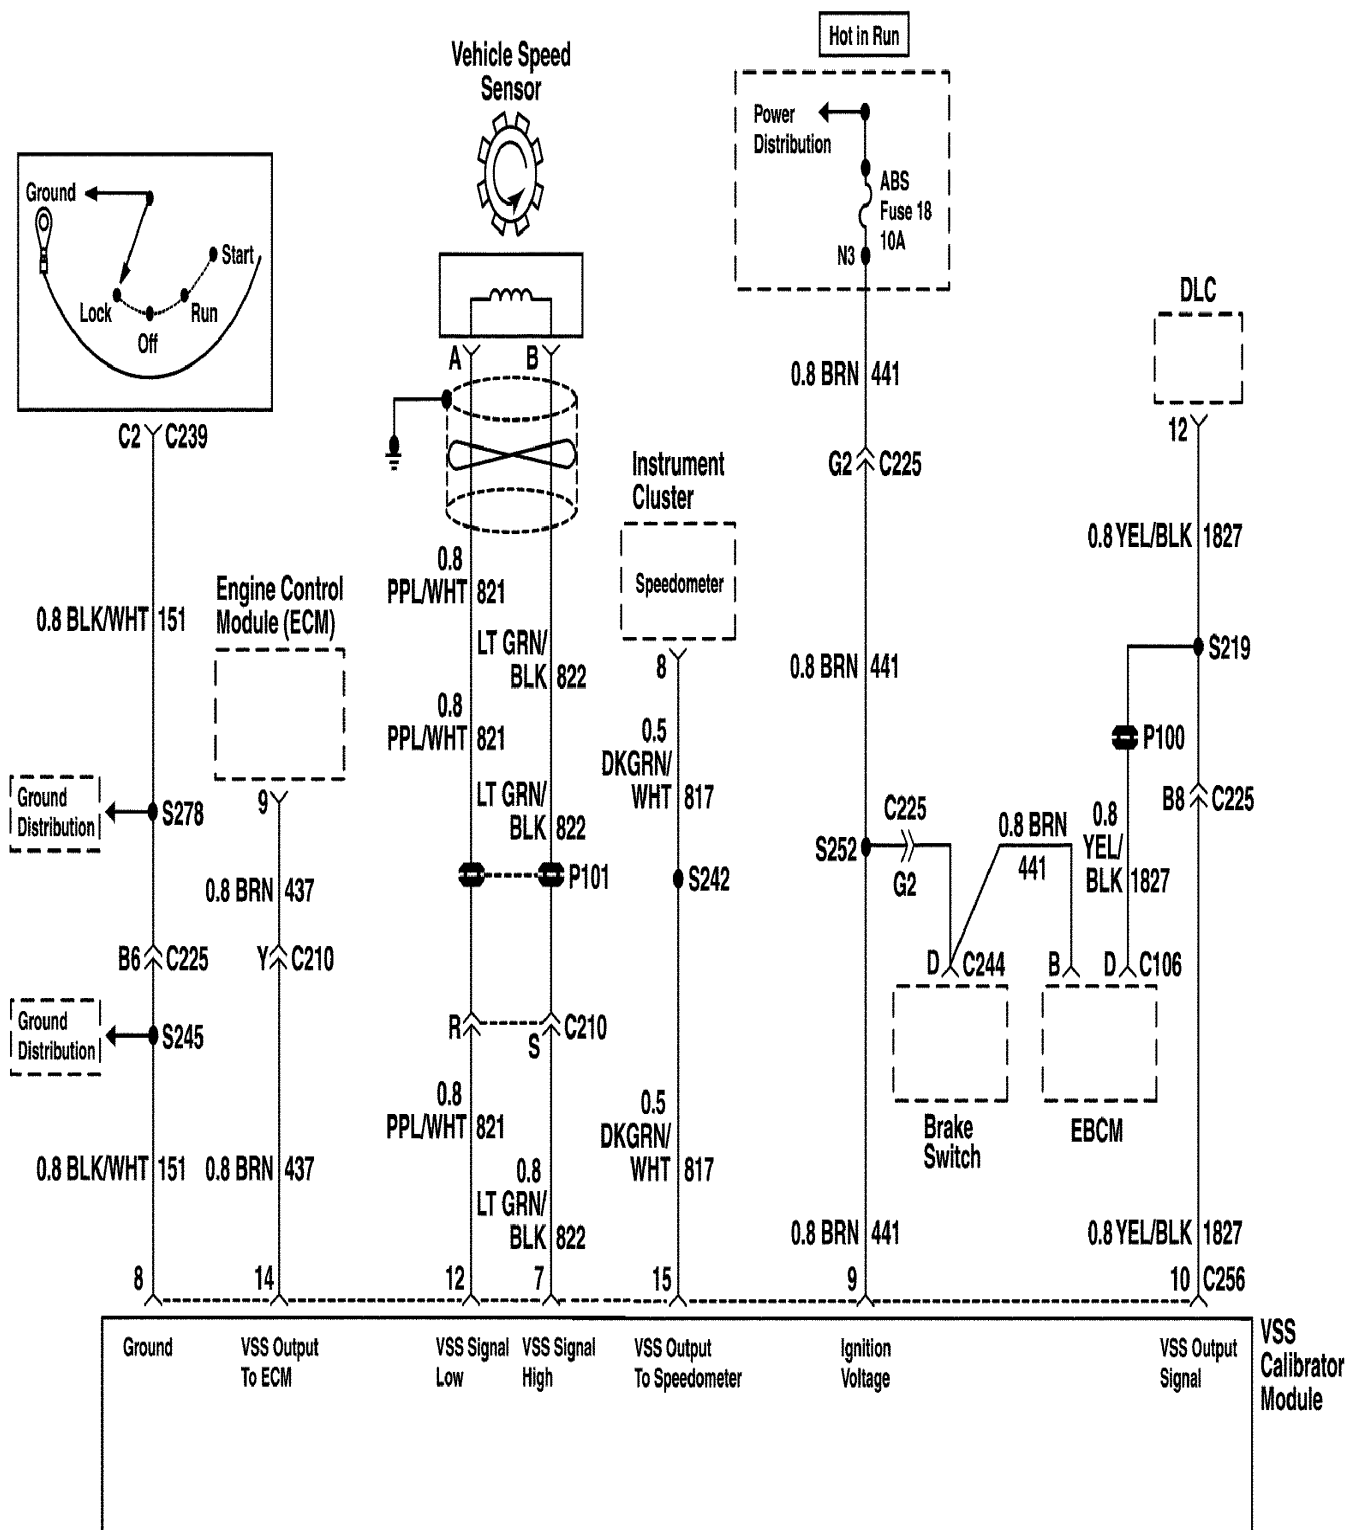 Hot in Run
Vehicle Speed
Sensor
Power
Distribution
ABS
Fuse 18
10A
N3
Ground
Start
Lock
Run
Off
DLC
A
B
0.8 BRN 441
12
C2 C239
G2 C225
Instrument
Cluster
0.8 YEL/BLK 1827
Speedometer
0.8
PPL/WHT 821
Engine Control
Module (ECM)
0.8 BLK/WHT 151
LT GRN/
BLK 822
8
0.8 BRN 441
S219
0.8
PPL/WHT 821
0.5
DKGRN/
WHT 817
P100
LT GRN/
BLK 822
9
B8 C225
Ground
Distribution
S278
C225
0.8 BRN
441
0.8
YEL/
BLK 1827
S252
G2
P101
S242
0.8 BRN 437
B6 C225
Y C210
D C244
B
D C106
Ground
Distribution
S245
R
S
C210
0.8
PPL/WHT 821
0.5
DKGRN/
WHT 817
Brake
Switch
EBCM
0.8 BLK/WHT 151
0.8 BRN 437
0.8
LT GRN/
BLK 822
0.8 BRN 441
0.8 YEL/BLK 1827
8
14
12
7
15
9
10 C256
Ground
VSS Output
To ECM
VSS Signal
Low
VSS Signal
High
VSS Output
To Speedometer
Ignition
Voltage
VSS Output
Signal
VSS
Calibrator
Module